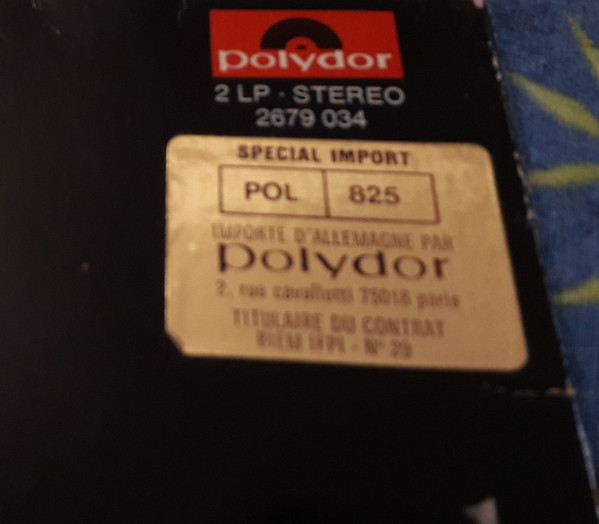 polydor
2 LP · STEREO
2679 034
SPECIAL IMPORT
POL 825
IMPORTE D'ALLEMAGNE PAR
polydor
2, rue cavallotti 75018 paris
TITULAIRE DU CONTRAT
BIEM IFPI - N° 29